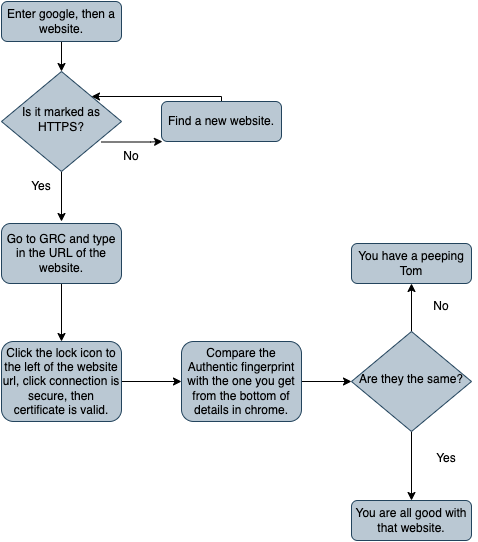 Enter google, then a
website.
Is it marked as
HTTPS?
Find a new website.
No
Yes
Go to GRC and type
in the URL of the
website.
You have a peeping
Tom
No
Click the lock icon to
the left of the website
url, click connection is
secure, then
certificate is valid.
Compare the
Authentic fingerprint
with the one you get
from the bottom of
details in chrome.
Are they the same?
Yes
You are all good with
that website.